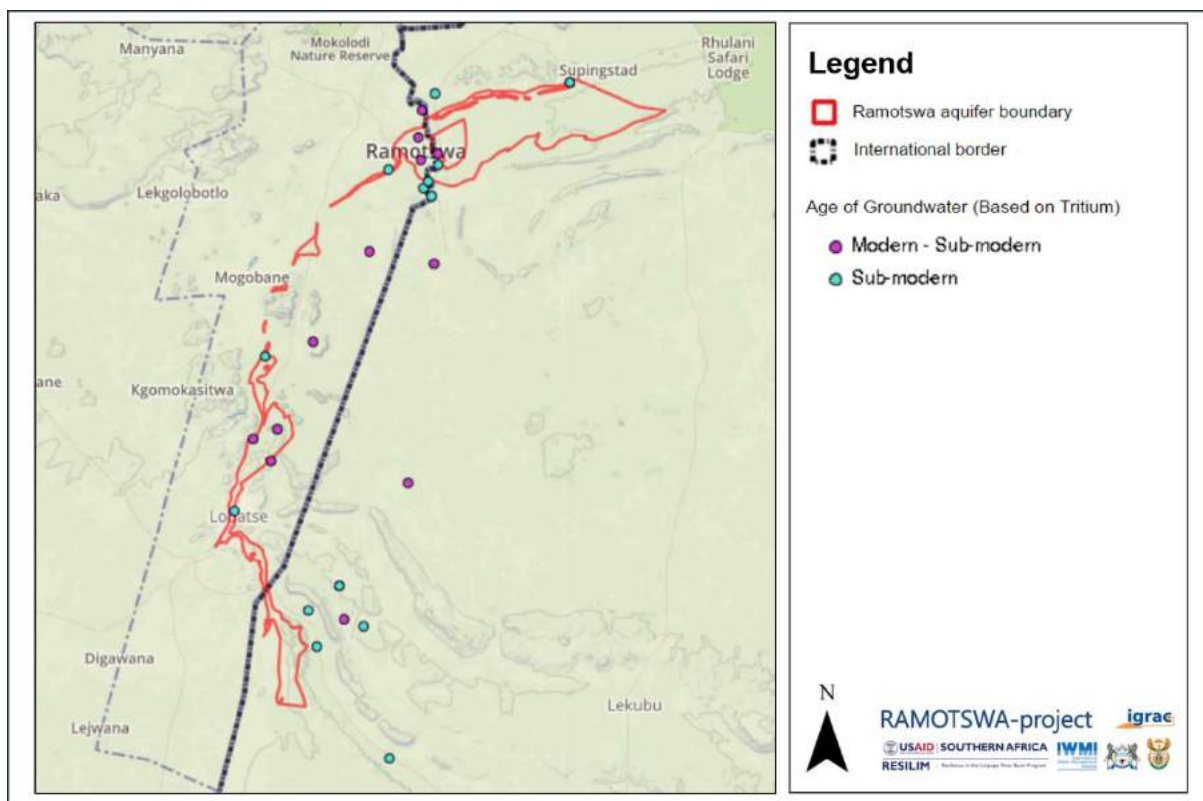 Manyana
Mokolodi
Nature Reserve
Rhulani
Safari
Lodge
Supingstad
Ramotswa
aka
Lekgolobotlo
Mogobane
ane
Kgomokasitwa
Lobatse
Digawana
Lekubu
Lejwana
Legend
Ramotswa aquifer boundary
International border
Age of Groundwater (Based on Tritium)
Modern - Sub-modern
Sub-modern
N
RAMOTSWA-project
igrac
USAID SOUTHERN AFRICA
IWMI
RESILIM